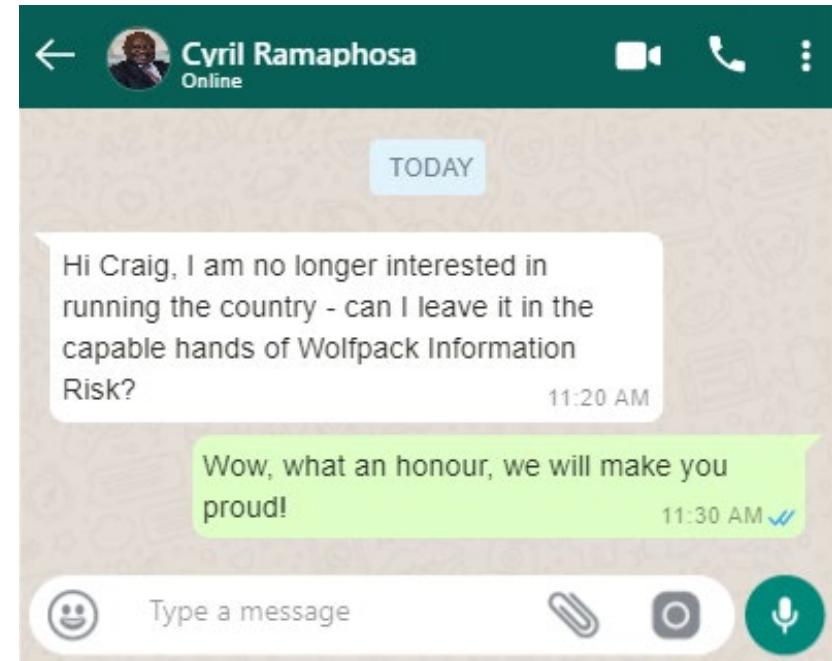 Cyril Ramaphosa
Online
TODAY
Hi Craig, I am no longer interested in
running the country - can I leave it in the
capable hands of Wolfpack Information
Risk?
11:20 AM
Wow, what an honour, we will make you
proud!
11:30 AM
Type a message